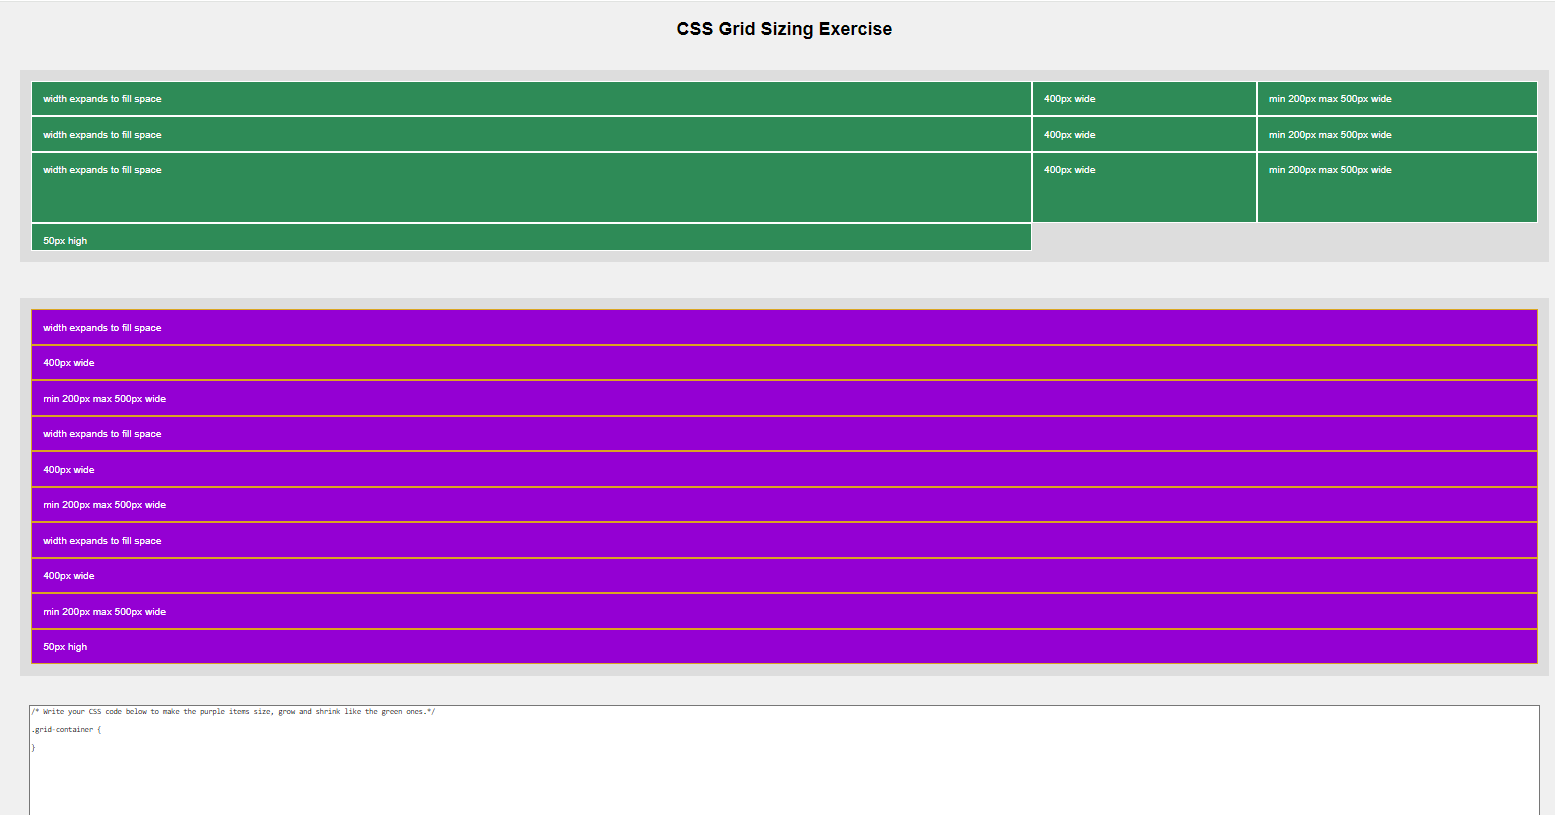 CSS Grid Sizing Exercise
width expands to fill space 400px wide min 200px max 500px wide
width expands to fill space 400px wide min 200px max 500px wide
width expands to fill space 400px wide min 200px max 500px wide
50px high
width expands to fill space
400px wide
min 200px max 500px wide
width expands to fill space
400px wide
min 200px max 500px wide
width expands to fill space
400px wide
min 200px max 500px wide
50px high
/* Write your CSS code below to make the purple items size, grow and shrink like the green ones.*/
.grid-container {
}